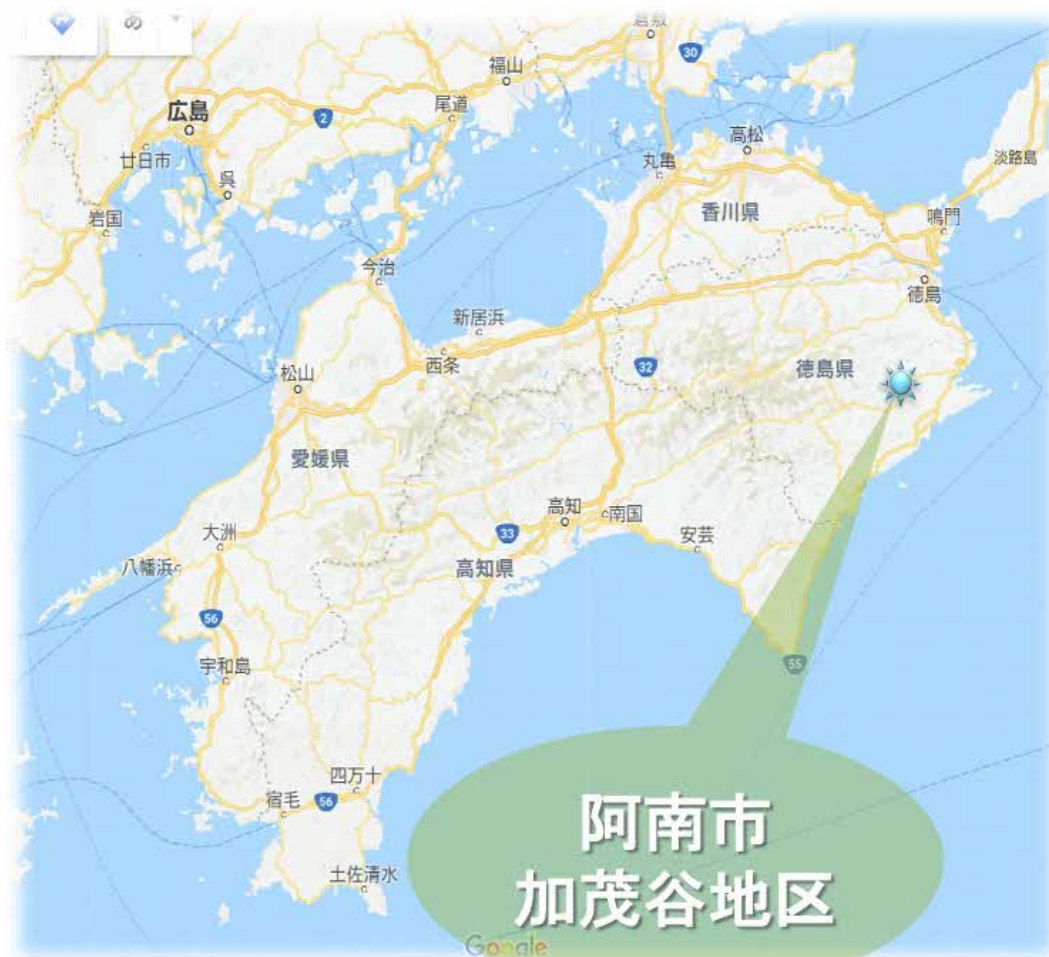 あ
倉敷
30
福山
広島
2
尾道
高松
廿日市
丸亀
淡路島
呉
香川県
岩国
鳴門
今治
徳島
新居浜
西条
32
徳島県
松山
愛媛県
高知
南国
大洲
33
安芸
八幡浜
高知県
56
宇和島
55
四万十
宿毛
56
土佐清水
阿南市
加茂谷地区
Google